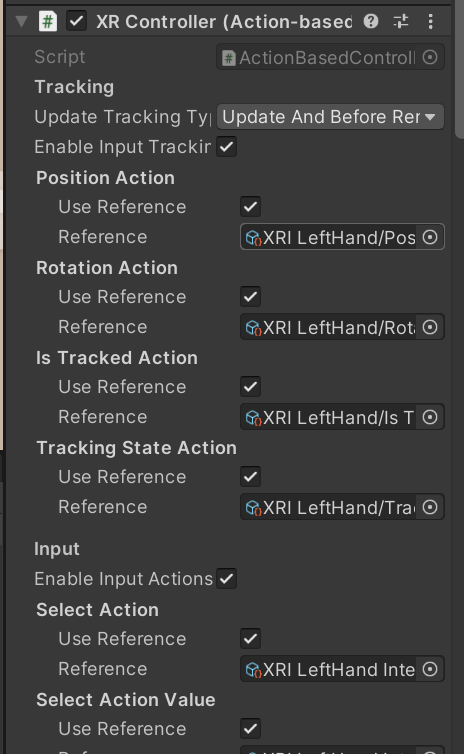 XR Controller (Action-based
Script
ActionBasedControll
Tracking
Update Tracking Ty
Update And Before Rer
Enable Input Trackin
Position Action
Use Reference
Reference
XRI LeftHand/Pos
Rotation Action
Use Reference
Reference
XRI LeftHand/Rota
Is Tracked Action
Use Reference
Reference
XRI LeftHand/Is T
Tracking State Action
Use Reference
Reference
XRI LeftHand/Trac
Input
Enable Input Actions
Select Action
Use Reference
Reference
XRI LeftHand Inte
Select Action Value
Use Reference